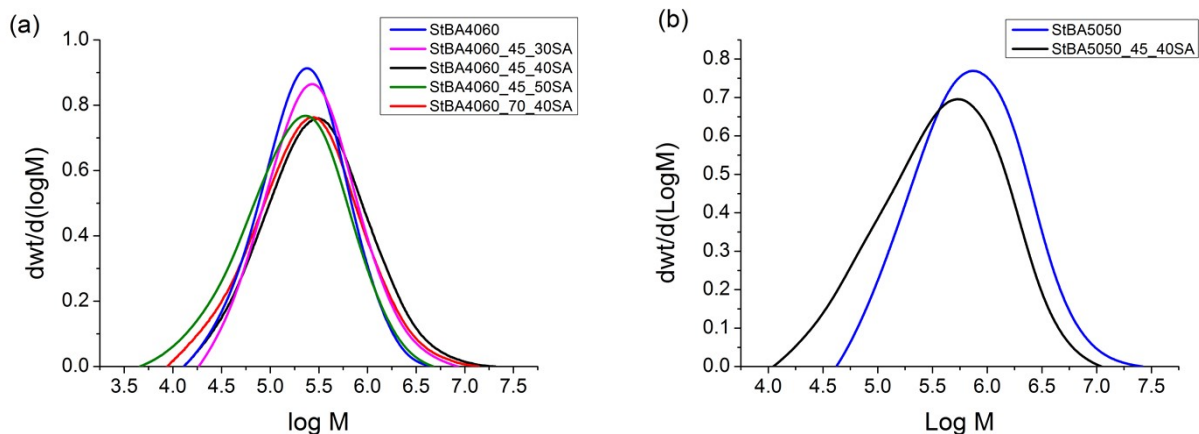 (a)
dwt/d(logM)
1.0
0.8
0.6
0.4
0.2
0.0
3.5 4.0 4.5 5.0 5.5 6.0 6.5 7.0 7.5
log M
StBA4060
StBA4060_45_30SA
StBA4060_45_40SA
StBA4060_45_50SA
StBA4060_70_40SA
(b)
dwt/d(LogM)
0.8
0.7
0.6
0.5
0.4
0.3
0.2
0.1
0.0
4.0 4.5 5.0 5.5 6.0 6.5 7.0 7.5
Log M
StBA5050
StBA5050_45_40SA